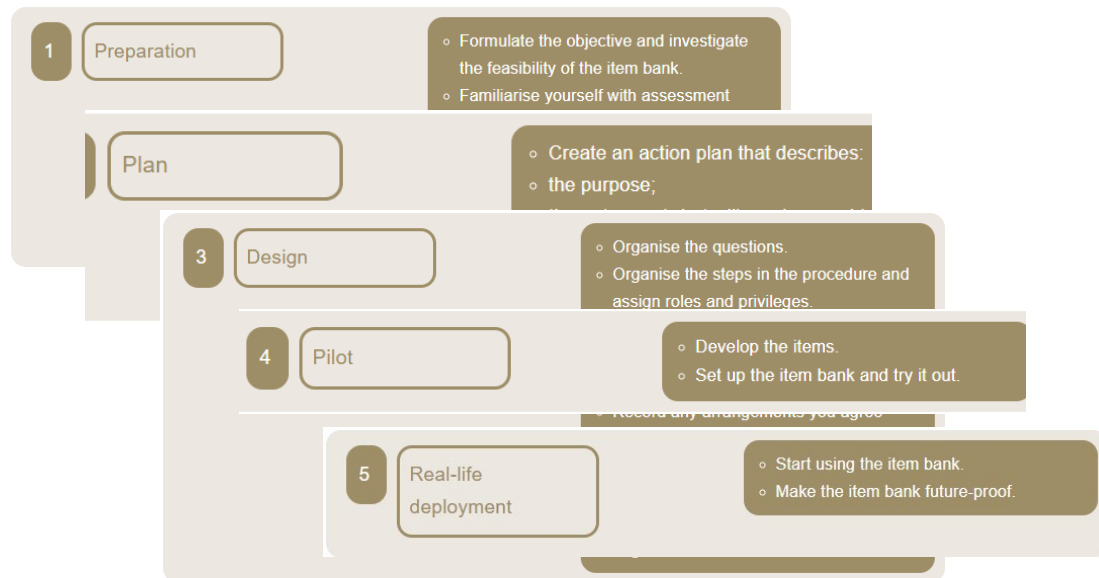 1
Preparation
Formulate the objective and investigate
the feasibility of the item bank.
Familiarise yourself with assessment
Plan
Create an action plan that describes:
the purpose;
3
Design
Organise the questions.
Organise the steps in the procedure and
assign roles and privileges.
4
Pilot
Develop the items.
Set up the item bank and try it out.
Record any arrangements you agree
5
Real-life
deployment
Start using the item bank.
Make the item bank future-proof.